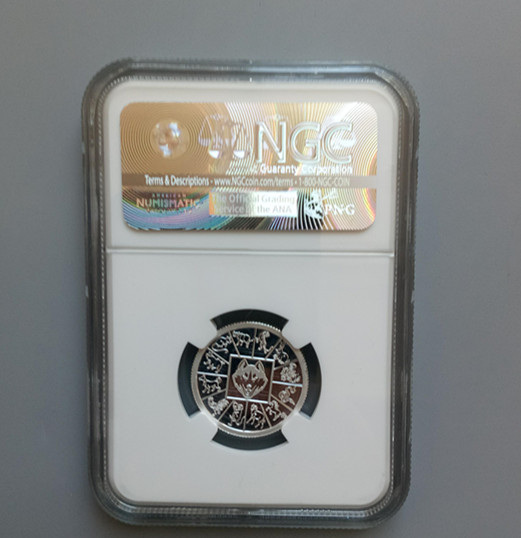 NGC
Guaranty Corporation
Terms & Descriptions - www.NGCcoin.com/terms • 1-800-NGC-COIN
AMERICAN
NUMISMATIC
The Official Grading
Service of the ANA
PNG